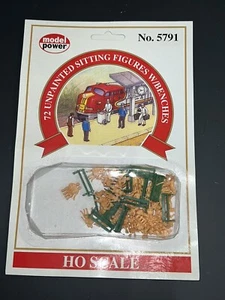 model
power
No. 5791
72 UNPAINTED SITTING FIGURES W/BENCHES
HO SCALE